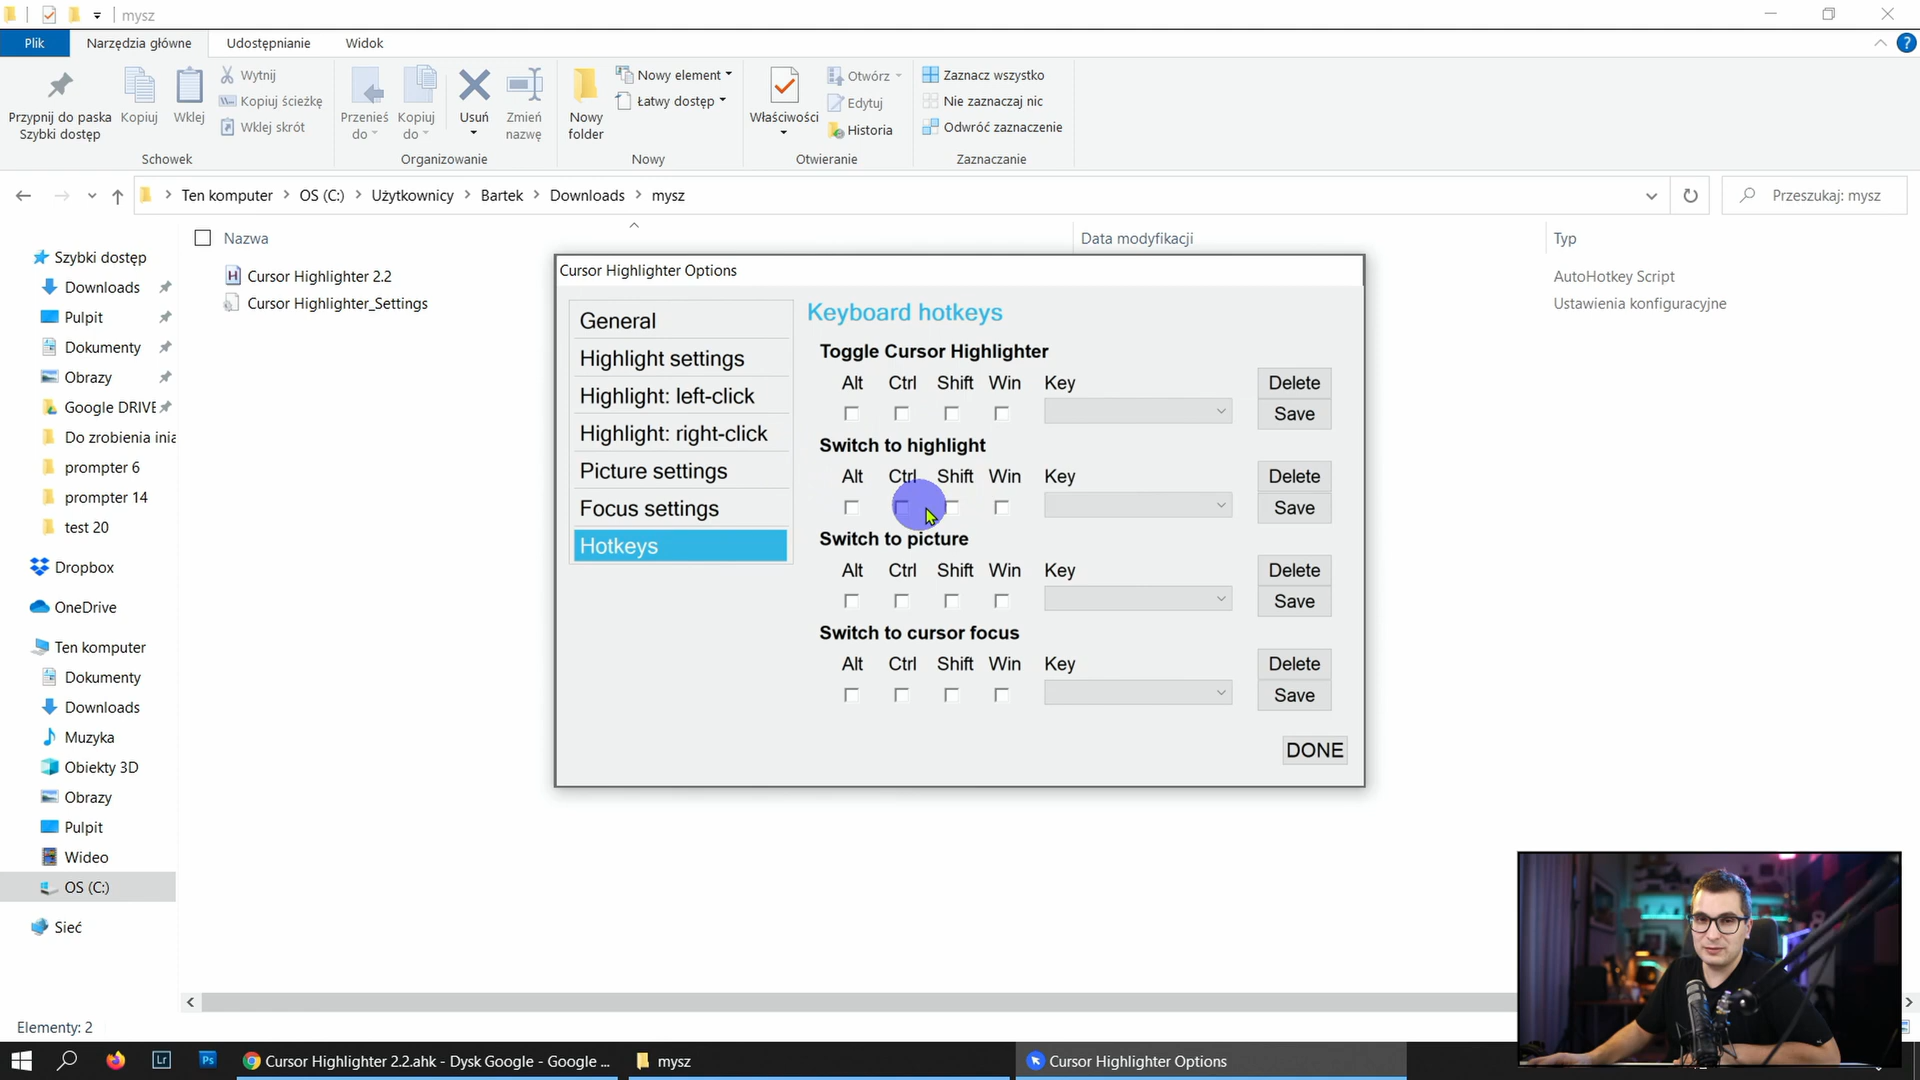 mysz
Plik
Narzędzia główne
Udostępnianie
Widok
Przypnij do paska
Szybki dostęp
Kopiuj
Wklej
Wytnij
Kopiuj ścieżkę
Wklej skrót
Schowek
Przenieś
do
Kopiuj
do
Usuń
Zmień
nazwę
Organizowanie
Nowy
folder
Nowy element
Łatwy dostęp
Nowy
Właściwości
Otwórz
Edytuj
Historia
Otwieranie
Zaznacz wszystko
Nie zaznaczaj nic
Odwróć zaznaczenie
Zaznaczanie
Ten komputer
OS (C:)
Użytkownicy
Bartek
Downloads
mysz
Przeszukaj: mysz
Nazwa
Data modyfikacji
Typ
Cursor Highlighter 2.2
AutoHotkey Script
Cursor Highlighter_Settings
Ustawienia konfiguracyjne
Szybki dostęp
Downloads
Pulpit
Dokumenty
Obrazy
Google DRIVE
Do zrobienia inia
prompter 6
prompter 14
test 20
Dropbox
OneDrive
Ten komputer
Dokumenty
Downloads
Muzyka
Obiekty 3D
Obrazy
Pulpit
Wideo
OS (C:)
Sieć
Cursor Highlighter Options
General
Highlight settings
Highlight: left-click
Highlight: right-click
Picture settings
Focus settings
Hotkeys
Keyboard hotkeys
Toggle Cursor Highlighter
Alt Ctrl Shift Win Key
Delete
Save
Switch to highlight
Alt Ctrl Shift Win Key
Delete
Save
Switch to picture
Alt Ctrl Shift Win Key
Delete
Save
Switch to cursor focus
Alt Ctrl Shift Win Key
Delete
Save
DONE
Elementy: 2
Lr
Ps
Cursor Highlighter 2.2.ahk - Dysk Google - Google ...
mysz
Cursor Highlighter Options